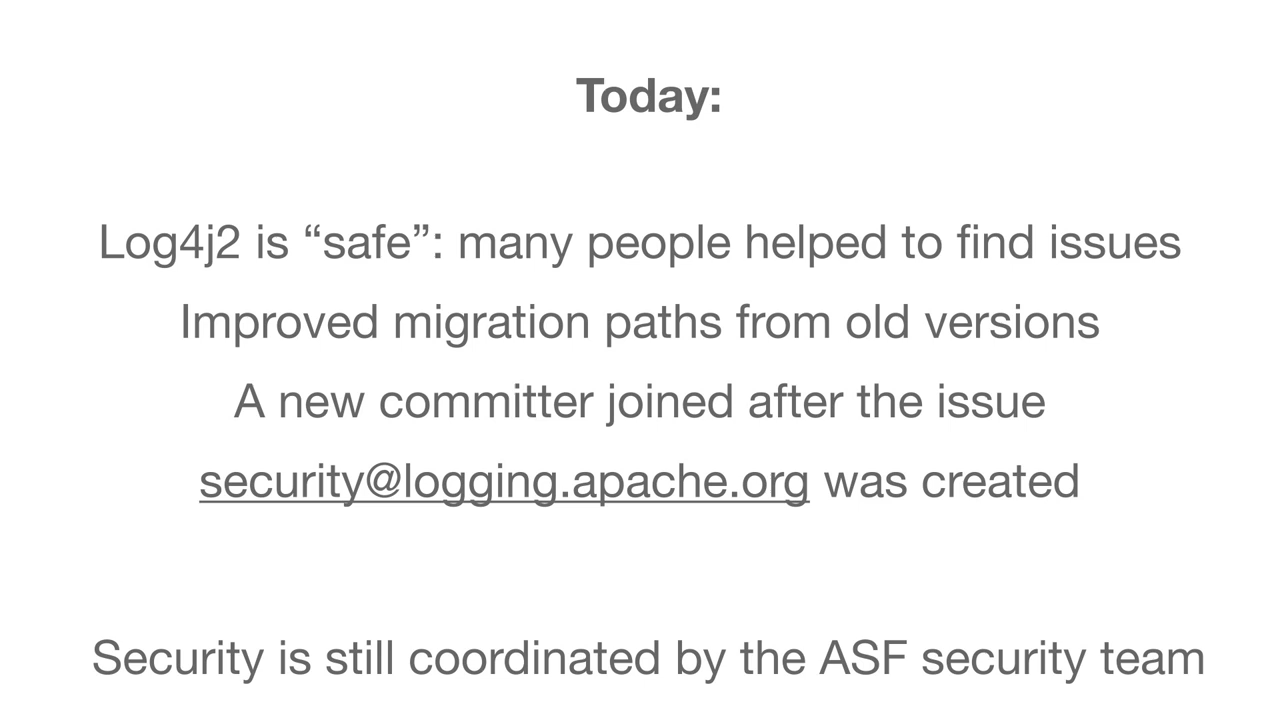 Today:
Log4j2 is “safe”: many people helped to find issues
Improved migration paths from old versions
A new committer joined after the issue
security@logging.apache.org was created
Security is still coordinated by the ASF security team